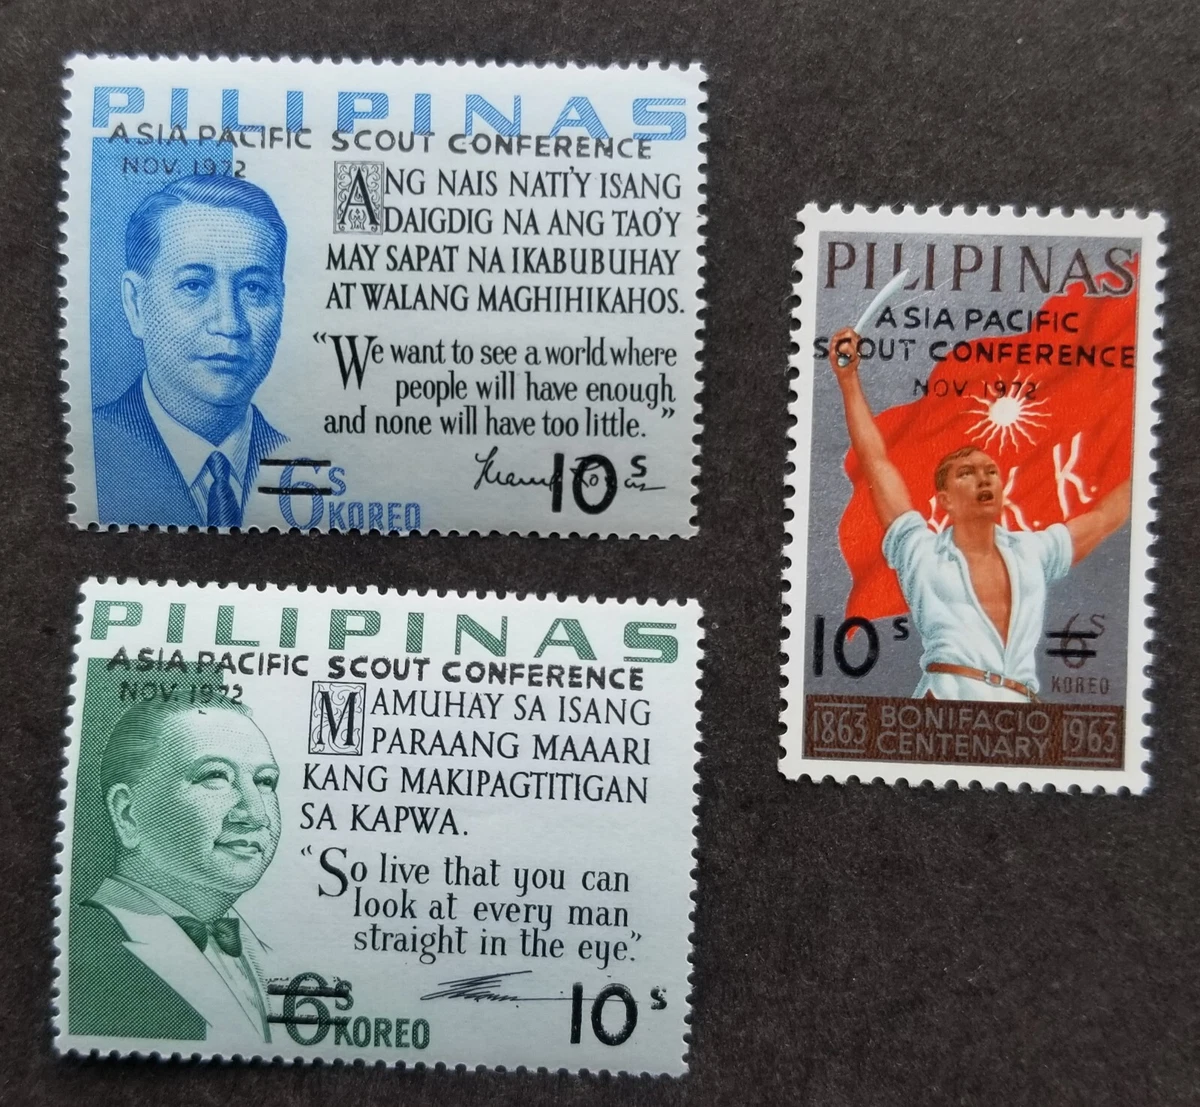 PILIPINAS
ASIA PACIFIC SCOUT CONFERENCE
NOV. 1972
ANG NAIS NATI'Y ISANG
DAIGDIG NA ANG TAO'Y
MAY SAPAT NA IKABUBUHAY
AT WALANG MAGHIHIKAHOS.
“We want to see a world where
people will have enough
and none will have too little.”
6s
KOREO
10s
PILIPINAS
ASIA PACIFIC SCOUT CONFERENCE
NOV. 1972
MAMUHAY SA ISANG
PARAANG MAAARI
KANG MAKIPAGTITIGAN
SA KAPWA.
“So live that you can
look at every man
straight in the eye.”
6s
KOREO
10s
PILIPINAS
ASIA PACIFIC
SCOUT CONFERENCE
NOV. 1972
K. K.
10s
6s
KOREO
1863 BONIFACIO CENTENARY 1963